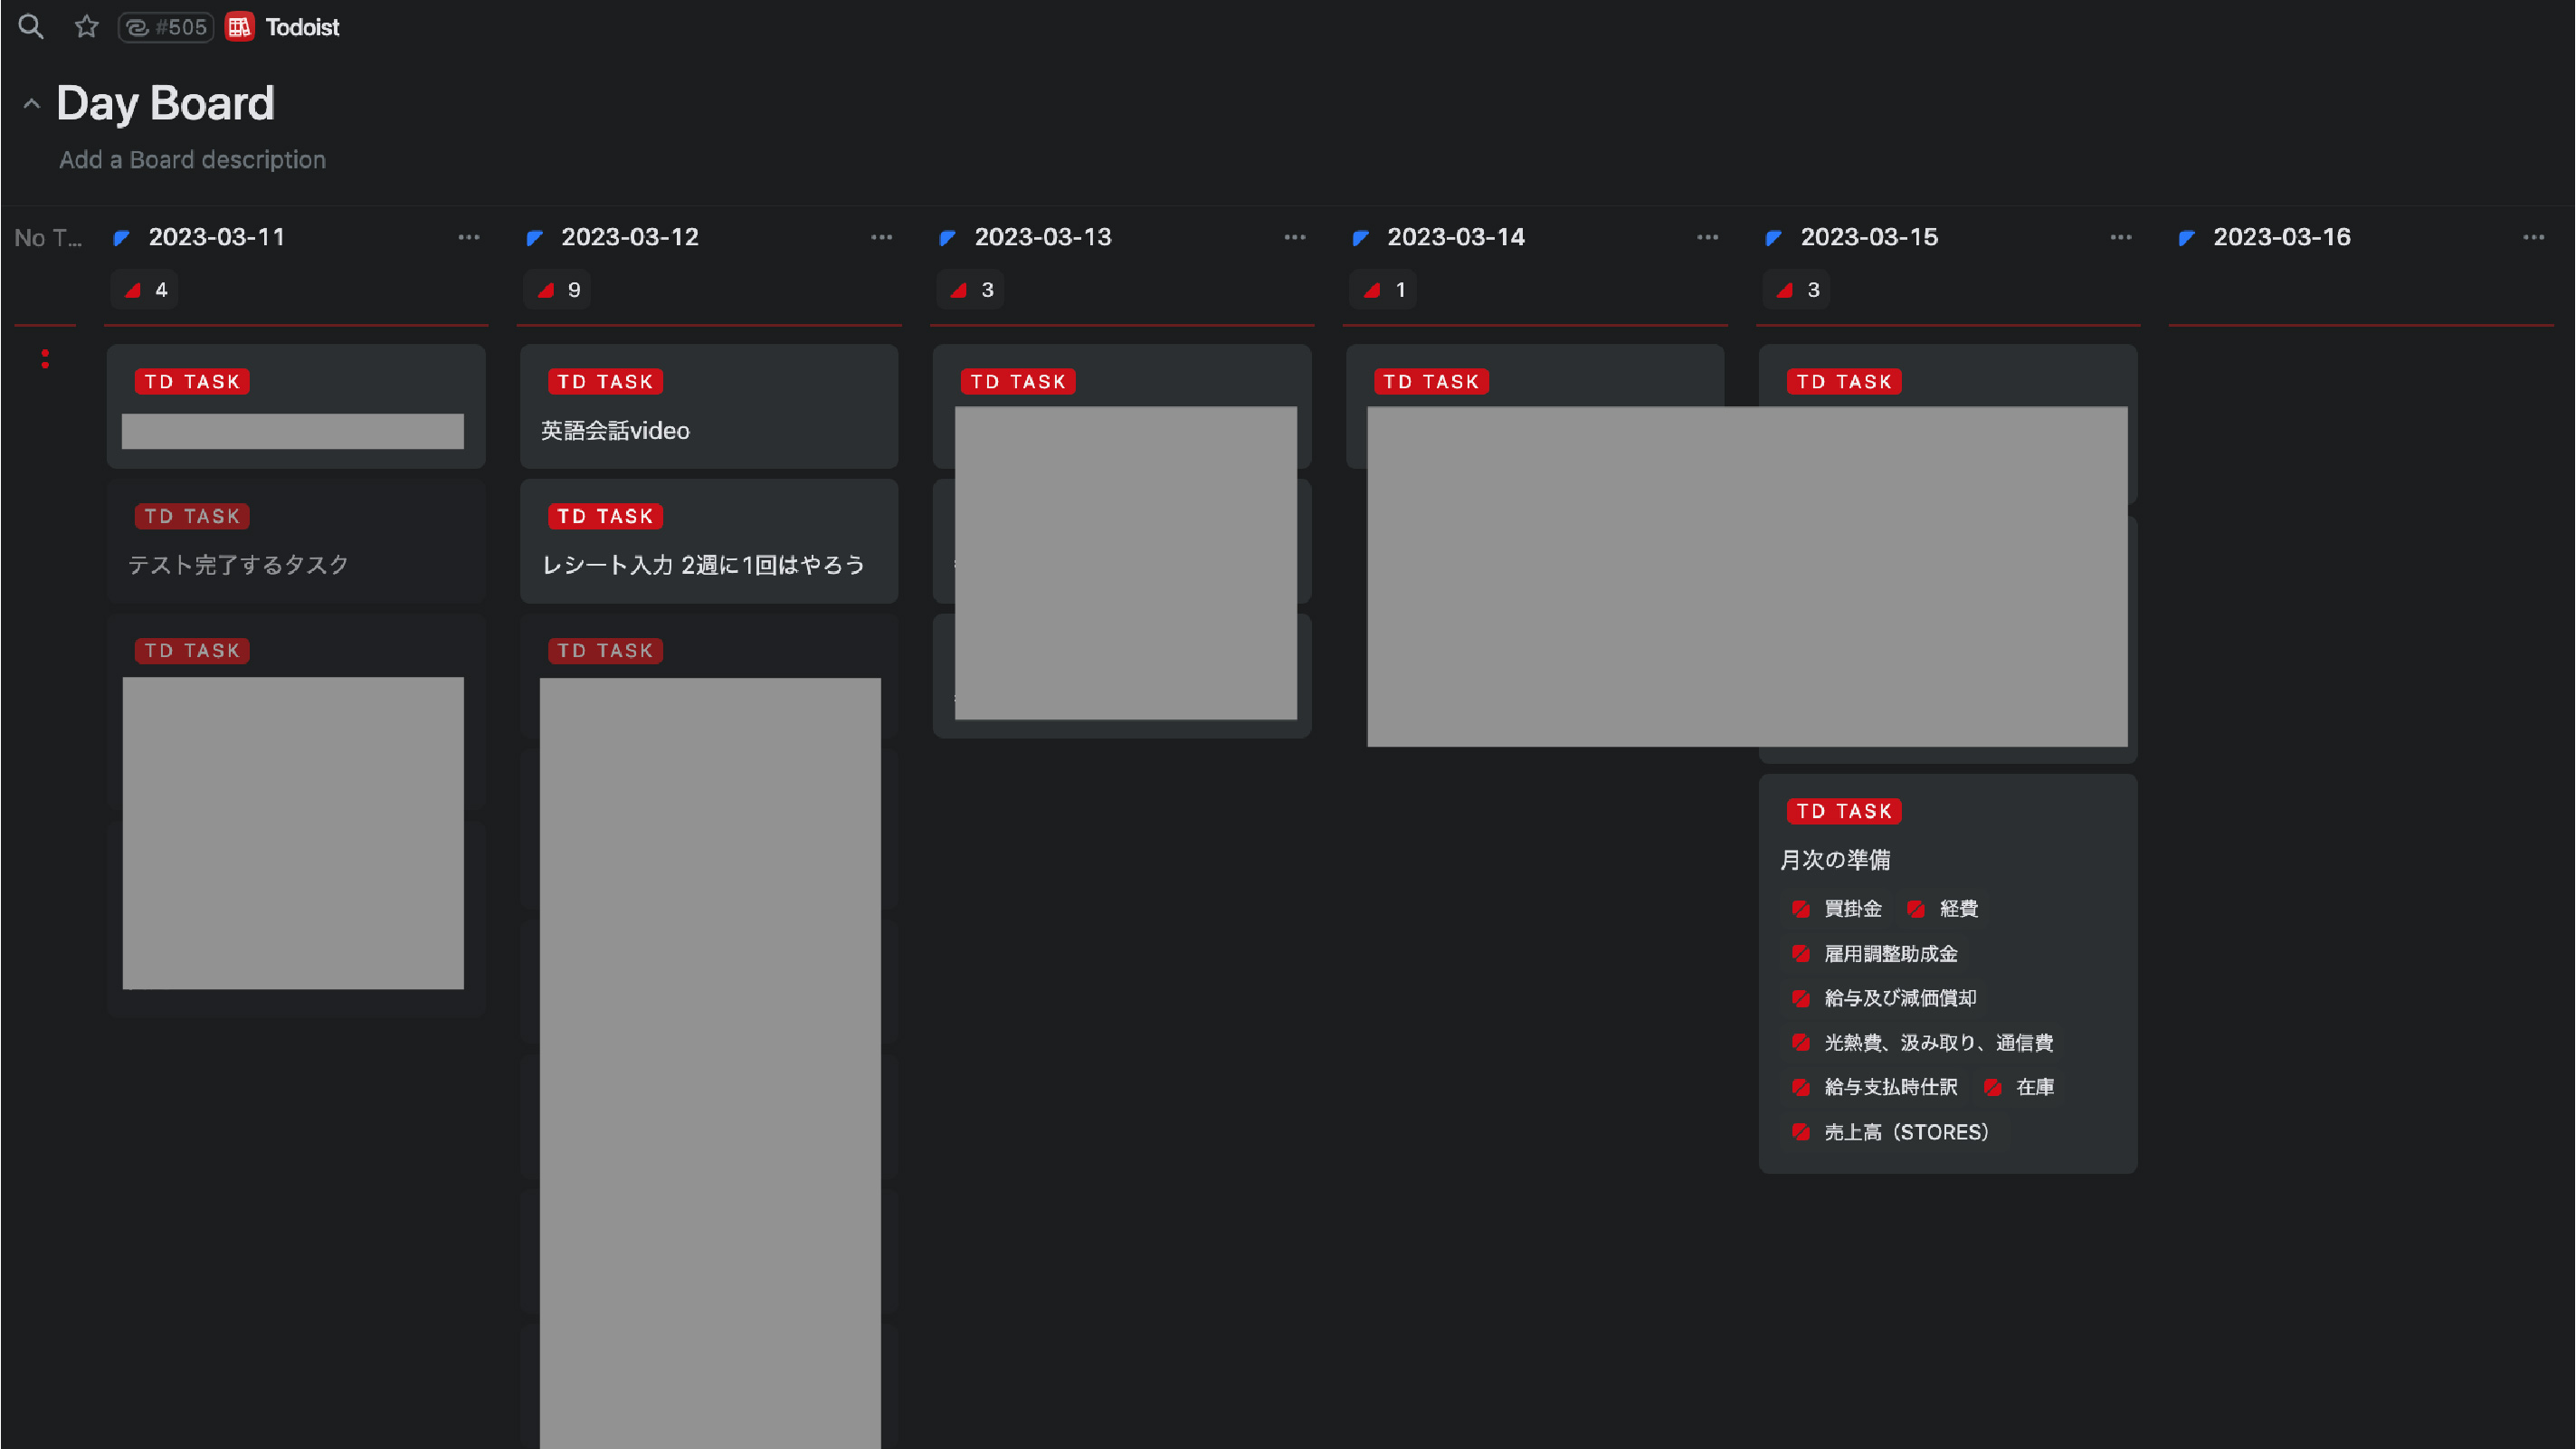 #505 Todoist
Day Board
Add a Board description
No T...
2023-03-11
4
TD TASK
TD TASK
テスト完了するタスク
TD TASK
2023-03-12
9
TD TASK
英語会話video
TD TASK
レシート入力 2週に1回はやろう
TD TASK
2023-03-13
3
TD TASK
2023-03-14
1
TD TASK
2023-03-15
3
TD TASK
TD TASK
月次の準備
買掛金 経費
雇用調整助成金
給与及び減価償却
光熱費、汲み取り、通信費
給与支払時仕訳 在庫
売上高（STORES）
2023-03-16